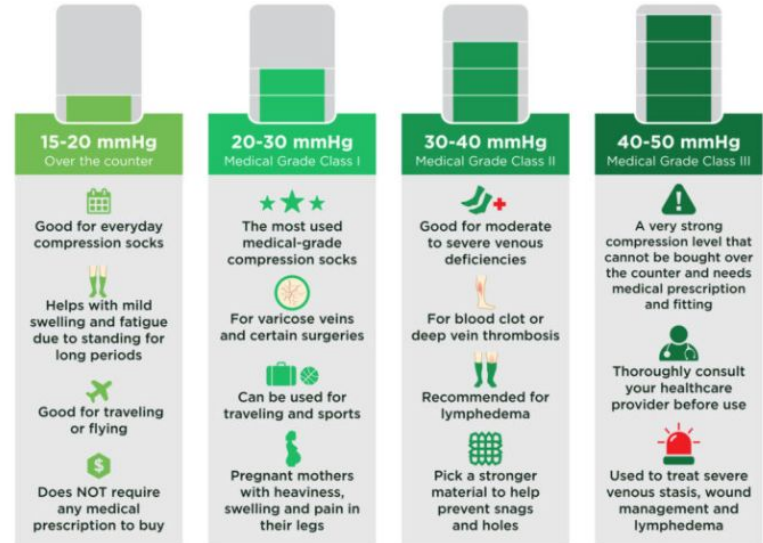 15-20 mmHg
Over the counter
Good for everyday
compression socks
Helps with mild
swelling and fatigue
due to standing for
long periods
Good for traveling
or flying
$
Does NOT require
any medical
prescription to buy
20-30 mmHg
Medical Grade Class I
The most used
medical-grade
compression socks
For varicose veins
and certain surgeries
Can be used for
traveling and sports
Pregnant mothers
with heaviness,
swelling and pain in
their legs
30-40 mmHg
Medical Grade Class II
Good for moderate
to severe venous
deficiencies
For blood clot or
deep vein thrombosis
Recommended for
lymphedema
Pick a stronger
material to help
prevent snags
and holes
40-50 mmHg
Medical Grade Class III
!
A very strong
compression level that
cannot be bought over
the counter and needs
medical prescription
and fitting
Thoroughly consult
your healthcare
provider before use
Used to treat severe
venous stasis, wound
management and
lymphedema